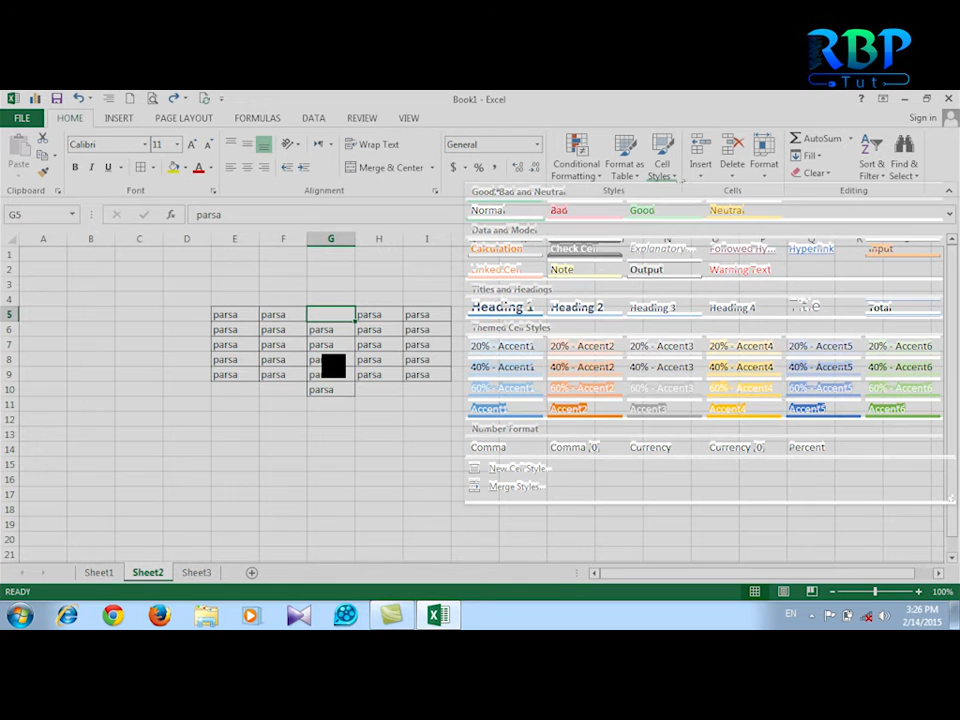 RBP
Tut
Book1 - Excel
?
Sign in
FILE HOME INSERT PAGE LAYOUT FORMULAS DATA REVIEW VIEW
Calibri 11 Wrap Text General AutoSum
Paste Conditional Format as Cell Insert Delete Format Fill Sort & Find &
B I U A Merge & Center $ % Formatting Table Styles Clear Filter Select
Clipboard Font Alignment Styles Cells Editing
G5 fx parsa
Good, Bad and Neutral
Normal Bad Good Neutral
Data and Model
A B C D E F G H I
Calculation Check Cell Explanatory... Followed Hy... Hyperlink Input
Linked Cell Note Output Warning Text
Titles and Headings
Heading 1 Heading 2 Heading 3 Heading 4 Title Total
Themed Cell Styles
20% - Accent1 20% - Accent2 20% - Accent3 20% - Accent4 20% - Accent5 20% - Accent6
40% - Accent1 40% - Accent2 40% - Accent3 40% - Accent4 40% - Accent5 40% - Accent6
60% - Accent1 60% - Accent2 60% - Accent3 60% - Accent4 60% - Accent5 60% - Accent6
Accent1 Accent2 Accent3 Accent4 Accent5 Accent6
Number Format
Comma Comma [0] Currency Currency [0] Percent
New Cell Style...
Merge Styles...
1
2
3
4
5 parsa parsa parsa parsa
6 parsa parsa parsa parsa parsa
7 parsa parsa parsa parsa parsa
8 parsa parsa parsa parsa
9 parsa parsa parsa parsa
10 parsa
11
12
13
14
15
16
17
18
19
20
21
Sheet1 Sheet2 Sheet3
READY 100%
EN 3:26 PM
2/14/2015